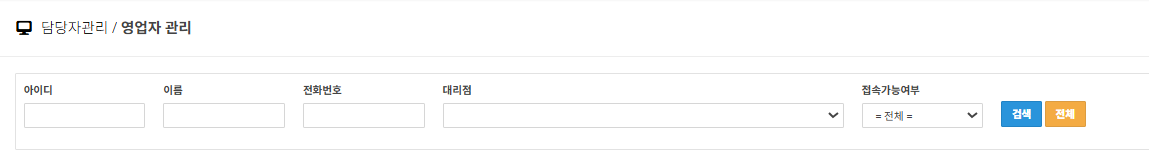 담당자관리 / 영업자 관리
아이디 이름 전화번호 대리점 접속가능여부
= 전체 = 검색 전체